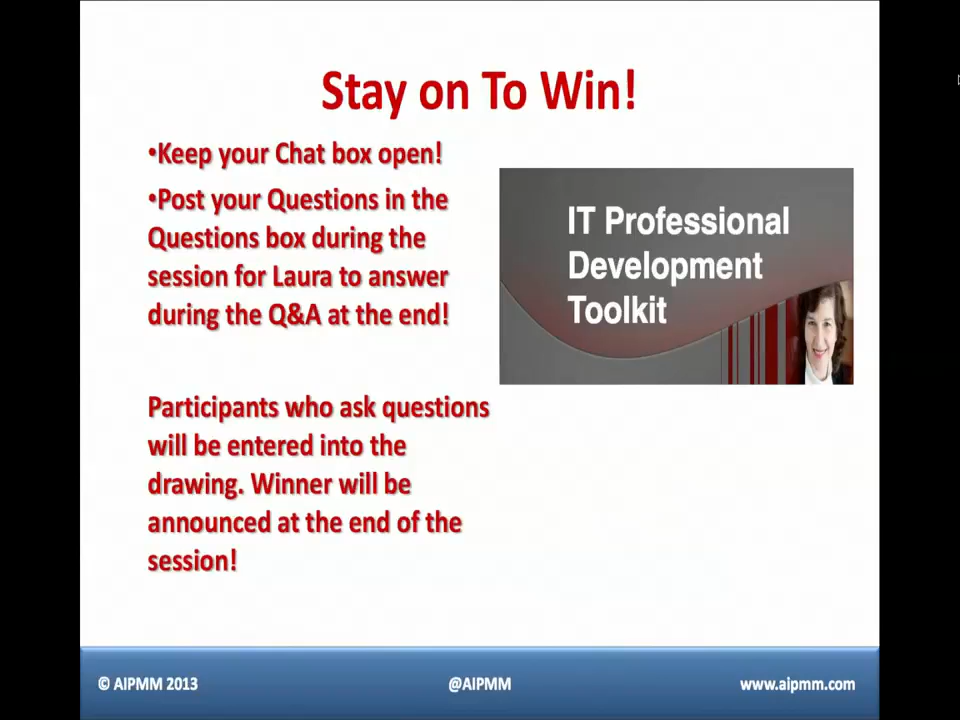 Stay on To Win!
•Keep your Chat box open!
•Post your Questions in the
Questions box during the
session for Laura to answer
during the Q&A at the end!
Participants who ask questions
will be entered into the
drawing. Winner will be
announced at the end of the
session!
IT Professional
Development
Toolkit
© AIPMM 2013
@AIPMM
www.aipmm.com